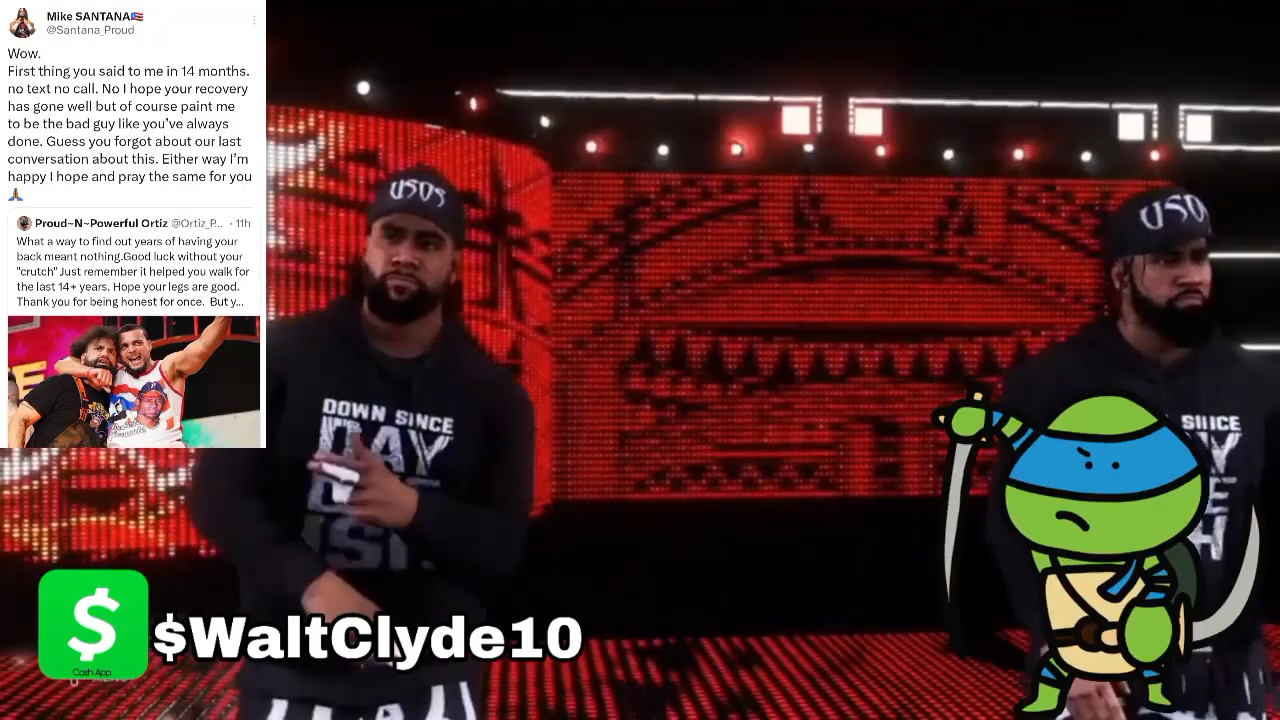 Mike SANTANA🇵🇷
@Santana_Proud
Wow.
First thing you said to me in 14 months.
no text no call. No I hope your recovery
has gone well but of course paint me
to be the bad guy like you've always
done. Guess you forgot about our last
conversation about this. Either way I'm
happy I hope and pray the same for you
🙏🏽
Proud~N~Powerful Ortiz @Ortiz_P... · 11h
What a way to find out years of having your
back meant nothing.Good luck without your
"crutch" Just remember it helped you walk for
the last 14+ years. Hope your legs are good.
Thank you for being honest for once. But y...
USOS
USO
DOWN SINCE
DAY
SINCE
$
Cash App
$WaltClyde10